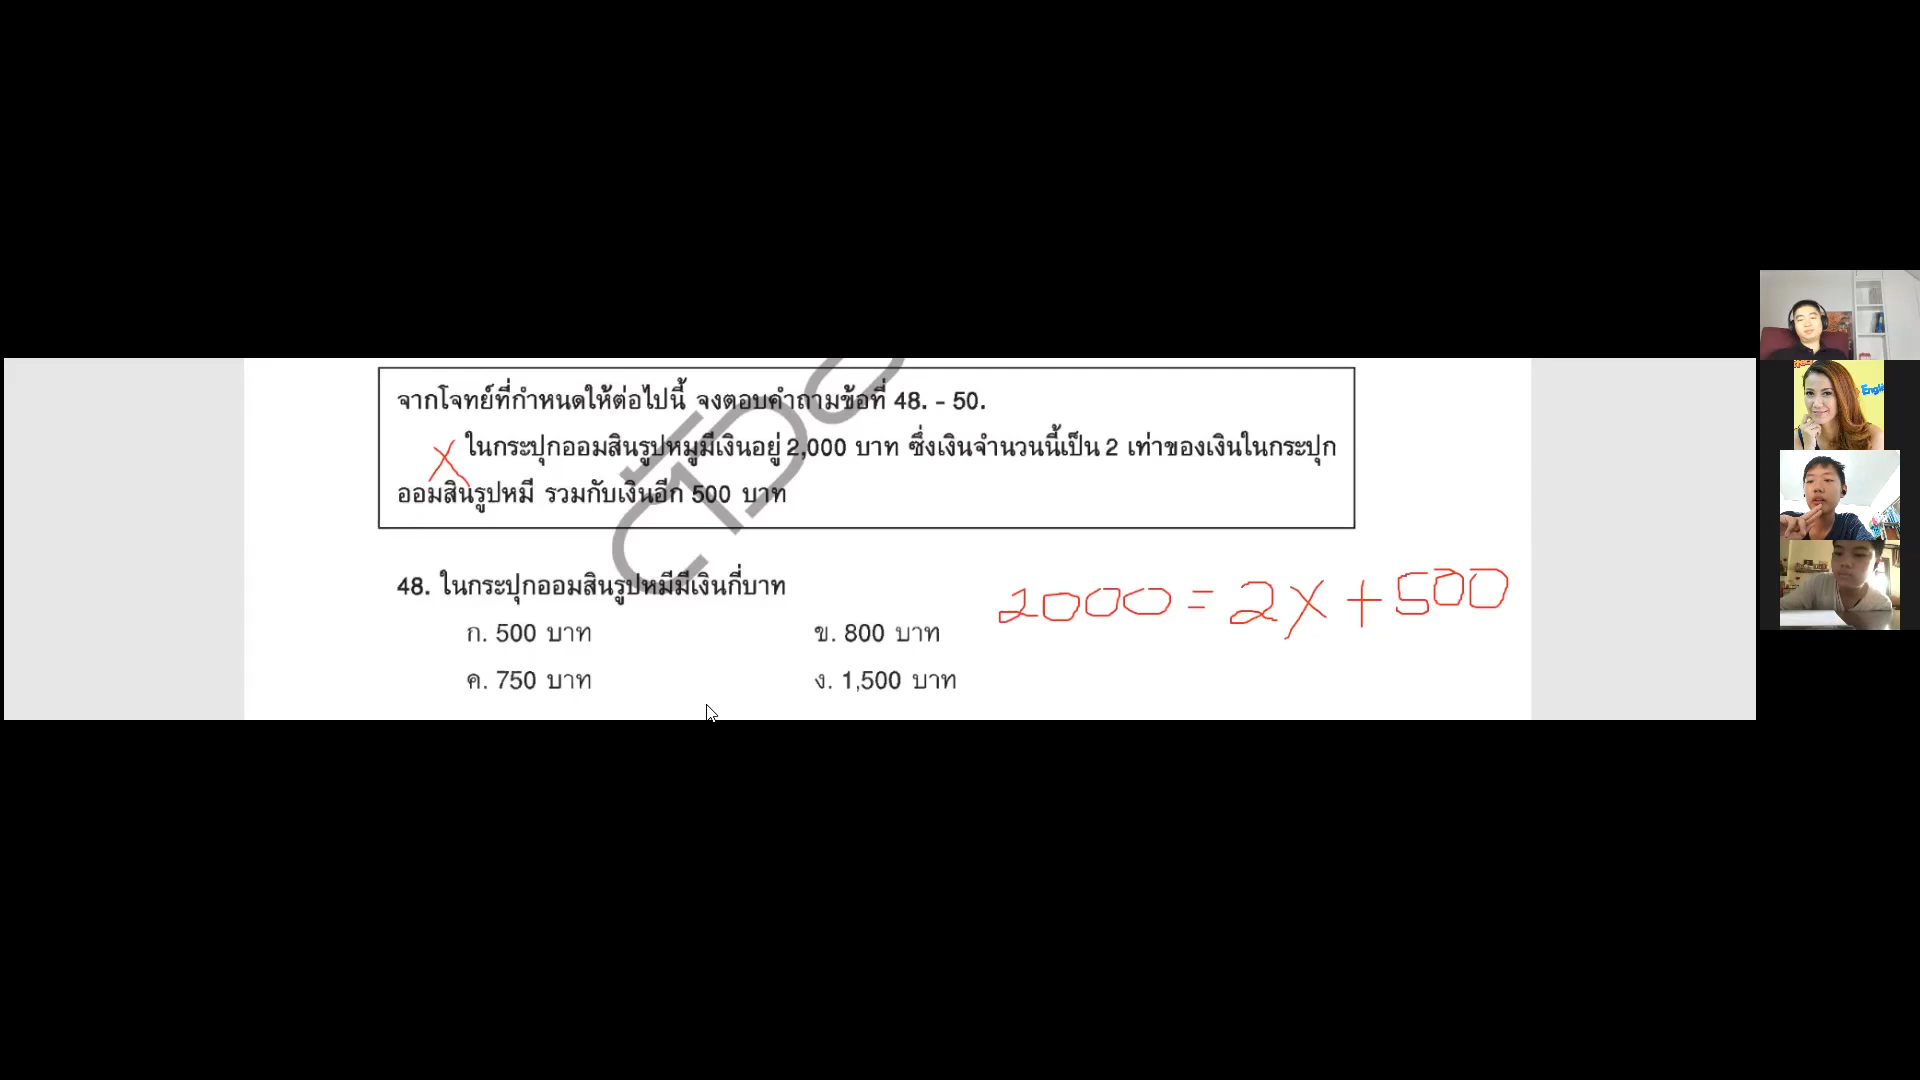 จากโจทย์ที่กำหนดให้ต่อไปนี้ จงตอบคำถามข้อที่ 48. - 50.
ในกระปุกออมสินรูปหมูมีเงินอยู่ 2,000 บาท ซึ่งเงินจำนวนนี้เป็น 2 เท่าของเงินในกระปุก
x
ออมสินรูปหมี รวมกับเงินอีก 500 บาท
48. ในกระปุกออมสินรูปหมีมีเงินกี่บาท
2000 = 2x + 500
ก. 500 บาท ข. 800 บาท
ค. 750 บาท ง. 1,500 บาท